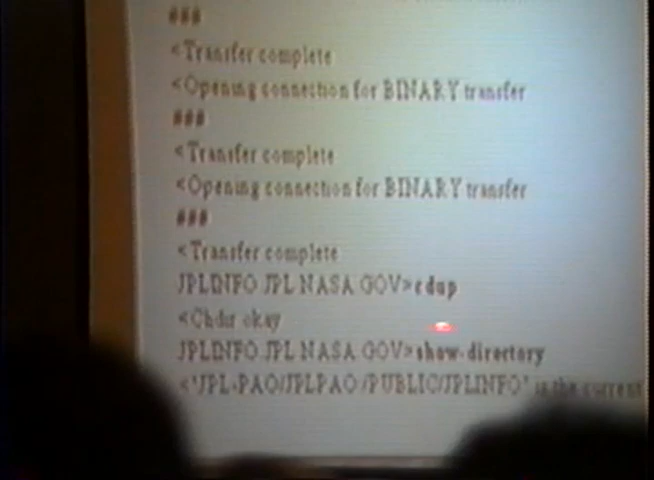 ###
<Transfer complete
<Opening connection for BINARY transfer
###
<Transfer complete
<Opening connection for BINARY transfer
###
<Transfer complete
JPLINFO.JPL.NASA.GOV>cdup
<Chdir okay
JPLINFO.JPL.NASA.GOV>show-directory
<"JPL-PAO/JPLPAO/PUBLIC/JPLINFO" is the current